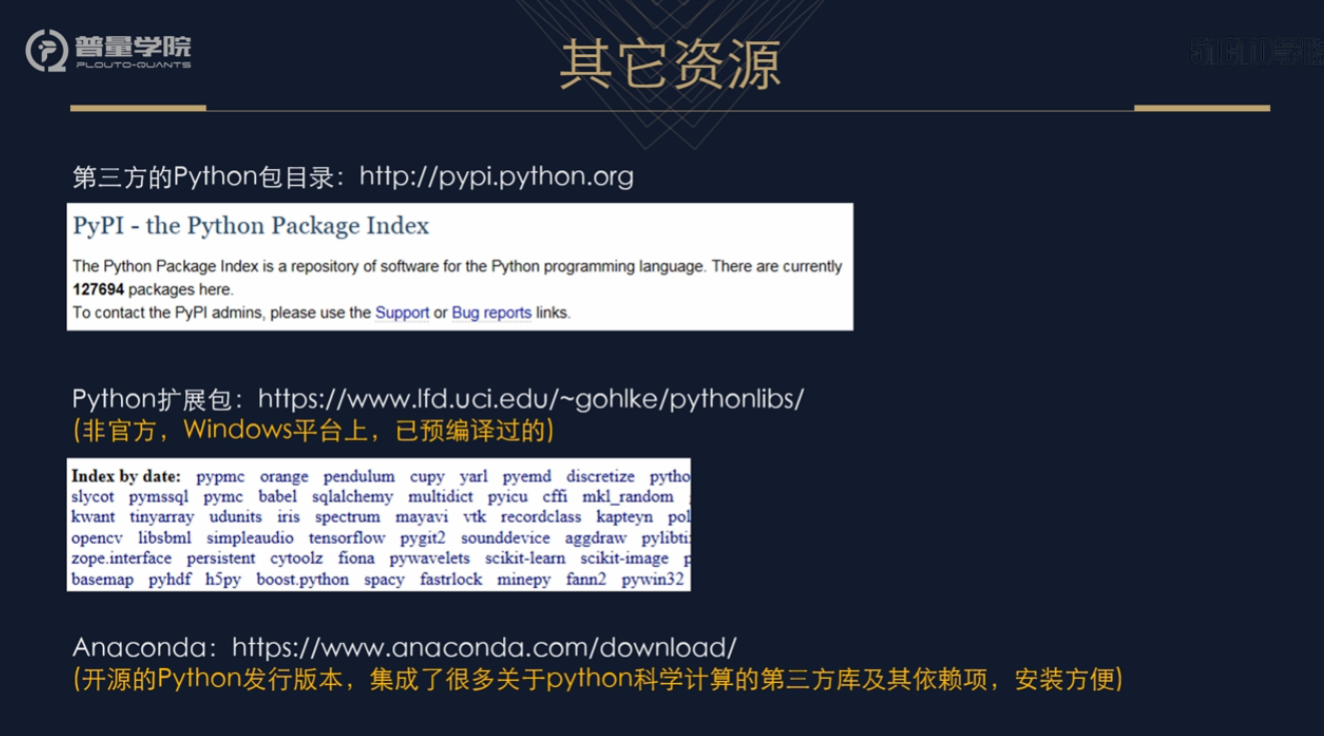 普量学院
PLOUTO-QUANTS
其它资源
第三方的Python包目录：http://pypi.python.org
PyPI - the Python Package Index
The Python Package Index is a repository of software for the Python programming language. There are currently
127694 packages here.
To contact the PyPI admins, please use the Support or Bug reports links.
Python扩展包：https://www.lfd.uci.edu/~gohlke/pythonlibs/
(非官方，Windows平台上，已预编译过的)
Index by date: pypmc orange pendulum cupy yarl pyemd discretize pytho
slycot pymssql pymc babel sqlalchemy multidict pyicu cffi mkl_random
kwant tinyarray udunits iris spectrum mayavi vtk recordclass kapteyn pol
opencv libsbml simpleaudio tensorflow pygit2 sounddevice aggdraw pylibti
zope.interface persistent cytoolz fiona pywavelets scikit-learn scikit-image p
basemap pyhdf h5py boost.python spacy fastrlock minepy fann2 pywin32
Anaconda：https://www.anaconda.com/download/
(开源的Python发行版本，集成了很多关于python科学计算的第三方库及其依赖项，安装方便)